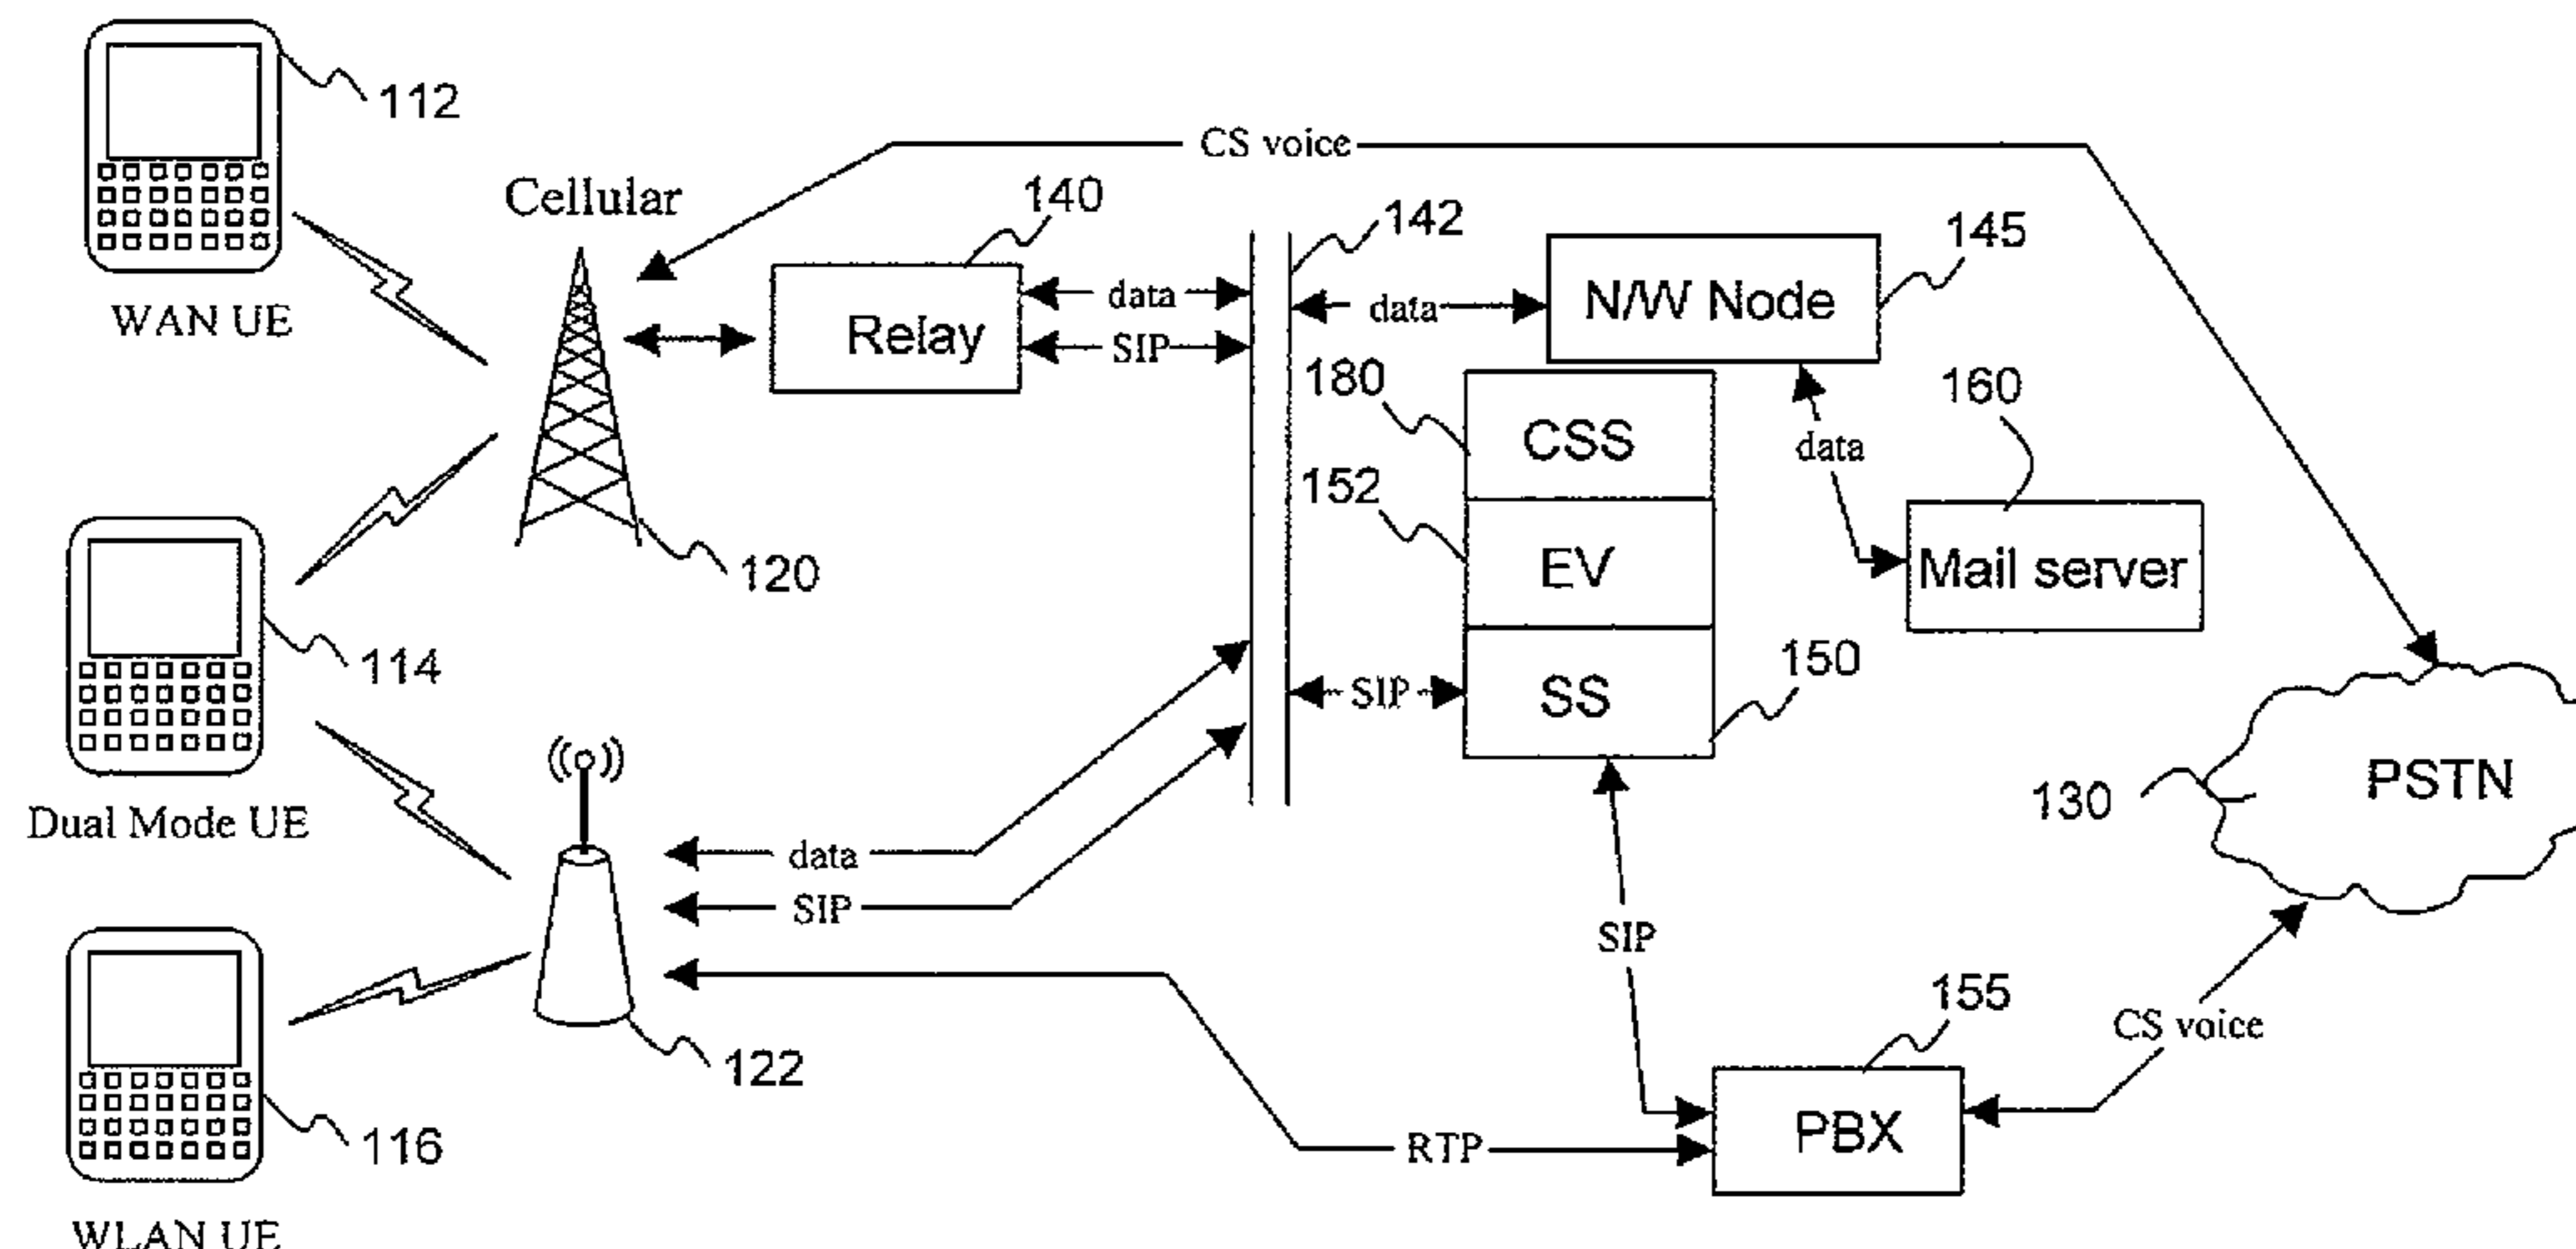 112
WAN UE
Cellular
120
CS voice
140
Relay
data
SIP
142
data
N/W Node
145
180
CSS
152
EV
SS
150
SIP
data
160
Mail server
114
Dual Mode UE
122
data
SIP
RTP
SIP
155
PBX
CS voice
130
PSTN
116
WLAN UE